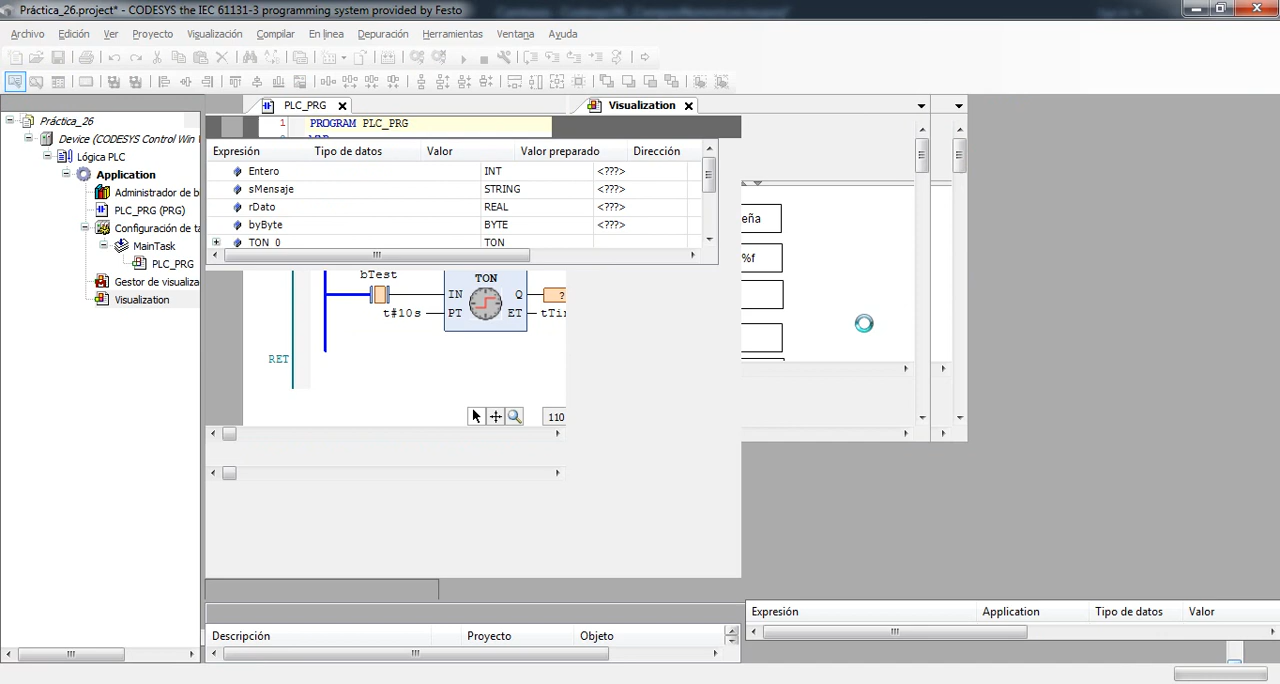 Práctica_26.project* - CODESYS the IEC 61131-3 programming system provided by Festo
Archivo Edición Ver Proyecto Visualización Compilar En línea Depuración Herramientas Ventana Ayuda
PLC_PRG Visualization
Práctica_26
Device (CODESYS Control Win
Lógica PLC
Application
Administrador de b
PLC_PRG (PRG)
Configuración de ta
MainTask
PLC_PRG
Gestor de visualiza
Visualization
1 PROGRAM PLC_PRG
Expresión Tipo de datos Valor Valor preparado Dirección
Entero INT <???>
sMensaje STRING <???>
rDato REAL <???>
byByte BYTE <???>
TON_0 TON
eña
%f
bTest
TON
IN Q ?
t#10s PT ET tTi
RET
110
Expresión Application Tipo de datos Valor
Descripción Proyecto Objeto